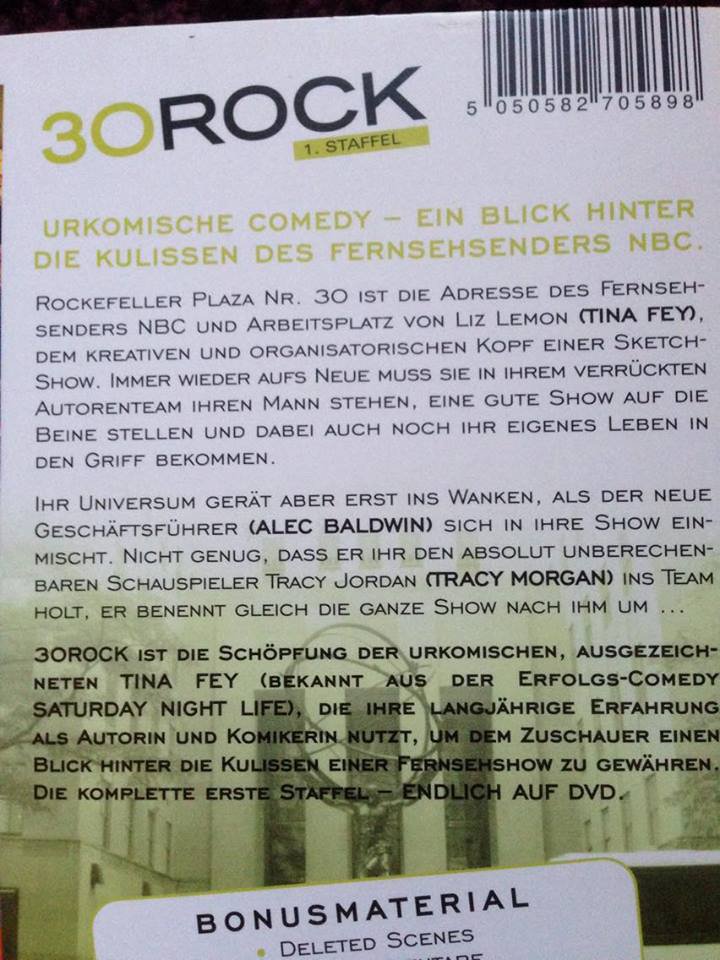 5 050582 705898
30ROCK
1. STAFFEL
URKOMISCHE COMEDY – EIN BLICK HINTER
DIE KULISSEN DES FERNSEHSENDERS NBC.
ROCKEFELLER PLAZA NR. 30 IST DIE ADRESSE DES FERNSEH-
SENDERS NBC UND ARBEITSPLATZ VON LIZ LEMON (TINA FEY),
DEM KREATIVEN UND ORGANISATORISCHEN KOPF EINER SKETCH-
SHOW. IMMER WIEDER AUFS NEUE MUSS SIE IN IHREM VERRÜCKTEN
AUTORENTEAM IHREN MANN STEHEN, EINE GUTE SHOW AUF DIE
BEINE STELLEN UND DABEI AUCH NOCH IHR EIGENES LEBEN IN
DEN GRIFF BEKOMMEN.
IHR UNIVERSUM GERÄT ABER ERST INS WANKEN, ALS DER NEUE
GESCHÄFTSFÜHRER (ALEC BALDWIN) SICH IN IHRE SHOW EIN-
MISCHT. NICHT GENUG, DASS ER IHR DEN ABSOLUT UNBERECHEN-
BAREN SCHAUSPIELER TRACY JORDAN (TRACY MORGAN) INS TEAM
HOLT, ER BENENNT GLEICH DIE GANZE SHOW NACH IHM UM ...
30ROCK IST DIE SCHÖPFUNG DER URKOMISCHEN, AUSGEZEICH-
NETEN TINA FEY (BEKANNT AUS DER ERFOLGS-COMEDY
SATURDAY NIGHT LIFE), DIE IHRE LANGJÄHRIGE ERFAHRUNG
ALS AUTORIN UND KOMIKERIN NUTZT, UM DEM ZUSCHAUER EINEN
BLICK HINTER DIE KULISSEN EINER FERNSEHSHOW ZU GEWÄHREN.
DIE KOMPLETTE ERSTE STAFFEL – ENDLICH AUF DVD.
BONUSMATERIAL
• DELETED SCENES